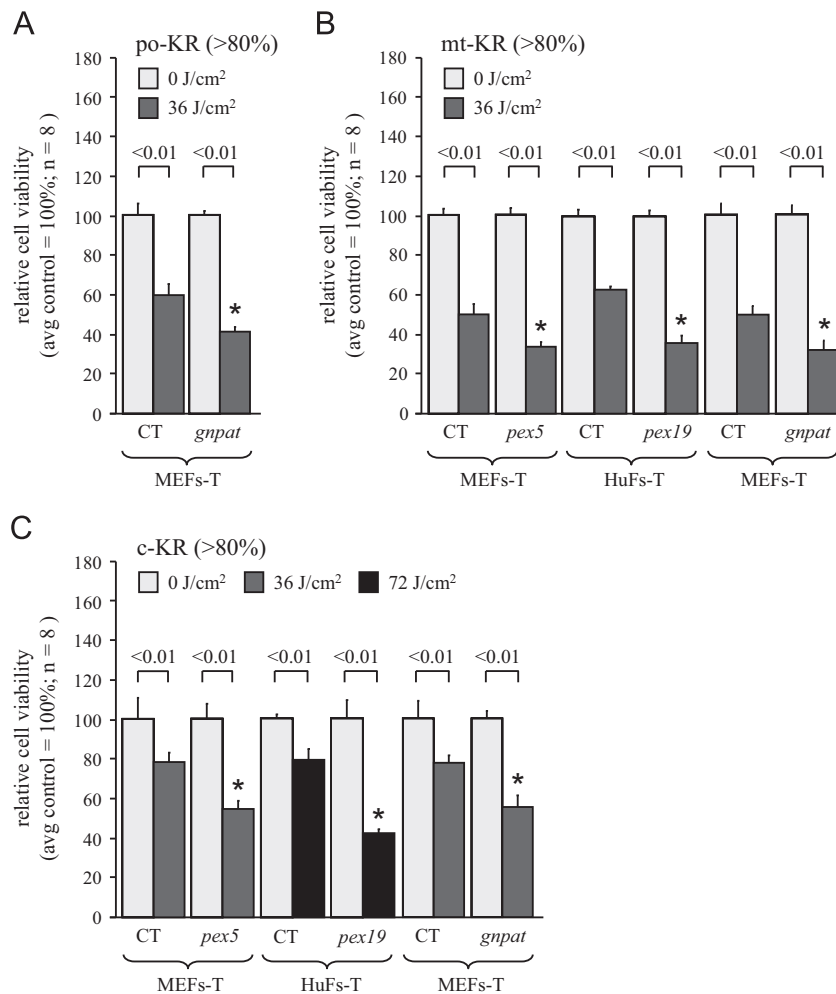 A
po-KR (>80%)
0 J/cm²
36 J/cm²
relative cell viability
(avg control = 100%; n = 8 )
180
160
140
120
100
80
60
40
20
0
<0.01 <0.01
*
CT gnpat
MEFs-T
B
mt-KR (>80%)
0 J/cm²
36 J/cm²
relative cell viability
(avg control = 100%; n = 8 )
180
160
140
120
100
80
60
40
20
0
<0.01 <0.01 <0.01 <0.01 <0.01 <0.01
* * *
CT pex5 CT pex19 CT gnpat
MEFs-T HuFs-T MEFs-T
C
c-KR (>80%)
0 J/cm² 36 J/cm² 72 J/cm²
relative cell viability
(avg control = 100%; n = 8 )
180
160
140
120
100
80
60
40
20
0
<0.01 <0.01 <0.01 <0.01 <0.01 <0.01
* * *
CT pex5 CT pex19 CT gnpat
MEFs-T HuFs-T MEFs-T